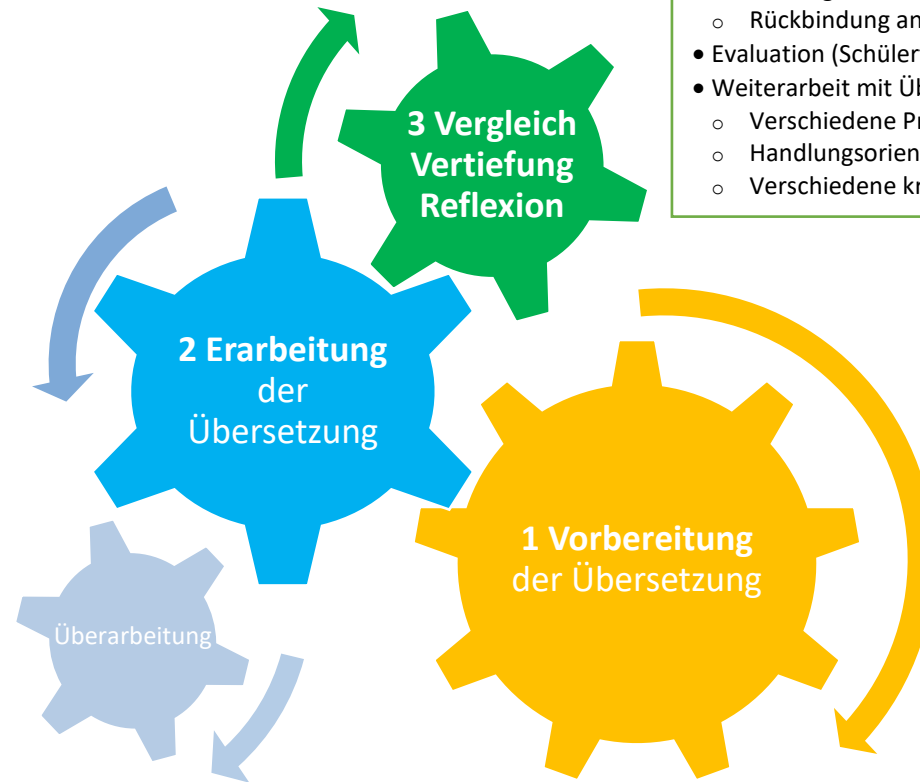 ○ Rückbindung an
• Evaluation (Schüler
• Weiterarbeit mit Üb
○ Verschiedene Pr
○ Handlungsorien
○ Verschiedene kr
3 Vergleich
Vertiefung
Reflexion
2 Erarbeitung
der
Übersetzung
1 Vorbereitung
der Übersetzung
Überarbeitung